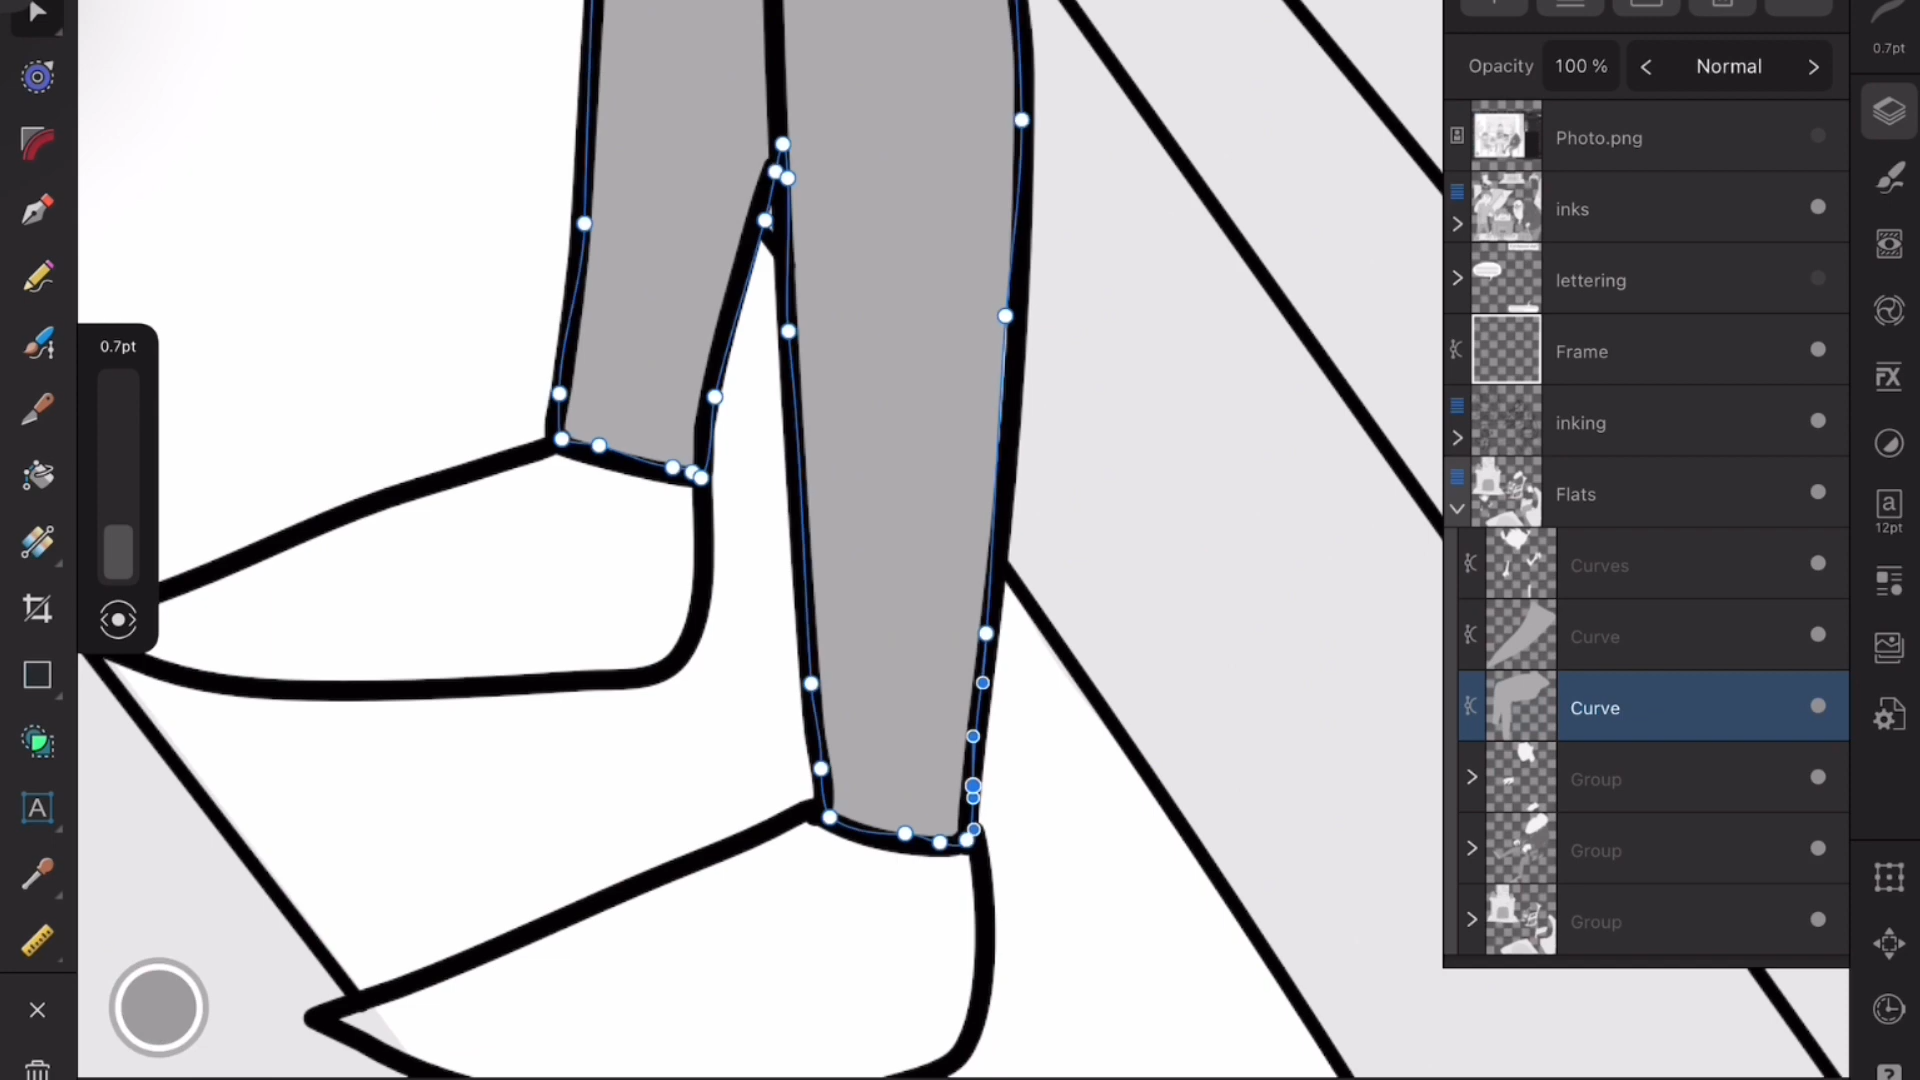 0.7pt
Opacity 100 % < Normal >
Photo.png
inks
lettering
Frame
inking
Flats
Curves
Curve
Curve
Group
Group
Group
0.7pt
FX
a
12pt
A
?